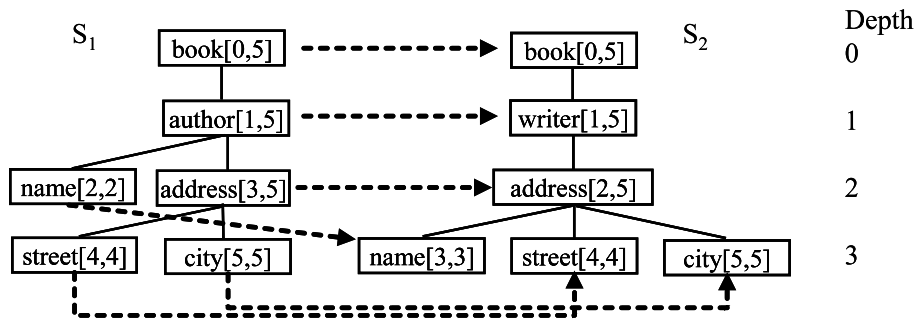 S1 S2 Depth
book[0,5] book[0,5] 0
author[1,5] writer[1,5] 1
name[2,2] address[3,5] address[2,5] 2
street[4,4] city[5,5] name[3,3] street[4,4] city[5,5] 3